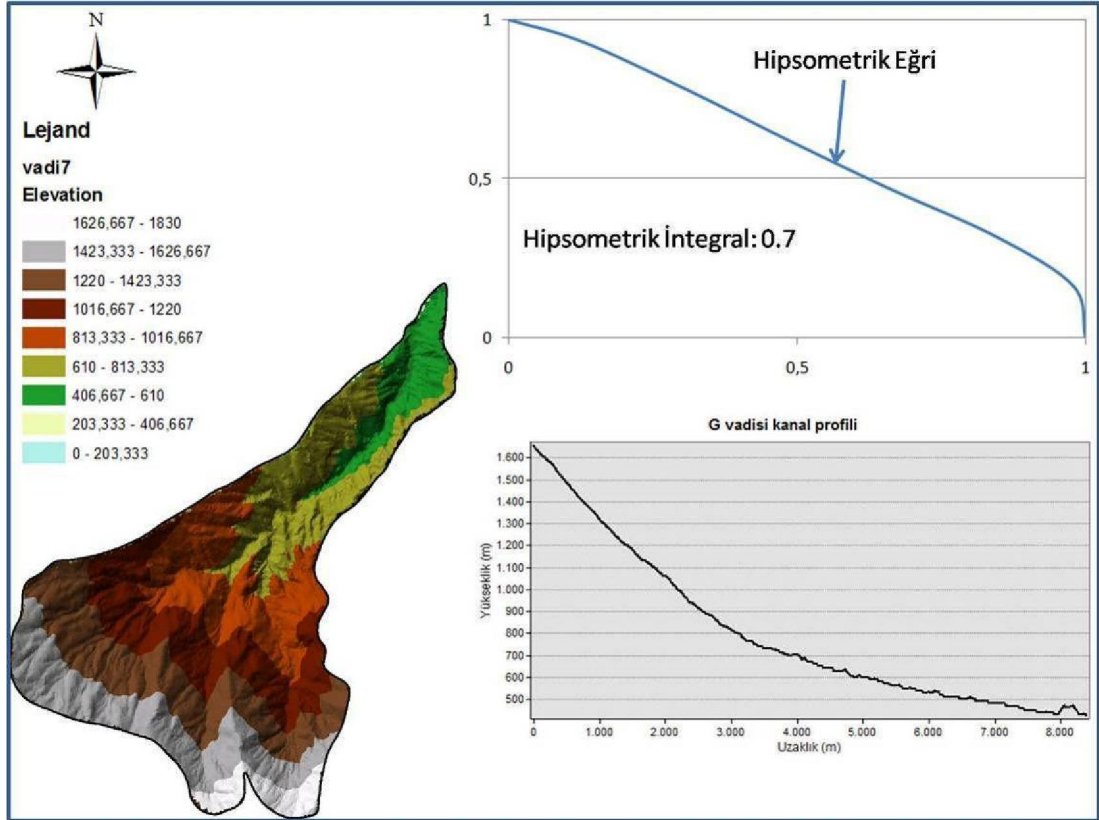 N
Lejand
vadi7
Elevation
1626,667 - 1830
1423,333 - 1626,667
1220 - 1423,333
1016,667 - 1220
813,333 - 1016,667
610 - 813,333
406,667 - 610
203,333 - 406,667
0 - 203,333
1
0,5
0
Hipsometrik Eğri
Hipsometrik İntegral: 0.7
0
0,5
1
G vadisi kanal profili
Yükseklik (m)
1.600
1.500
1.400
1.300
1.200
1.100
1.000
900
800
700
600
500
0
1.000
2.000
3.000
4.000
5.000
6.000
7.000
8.000
Uzaklık (m)